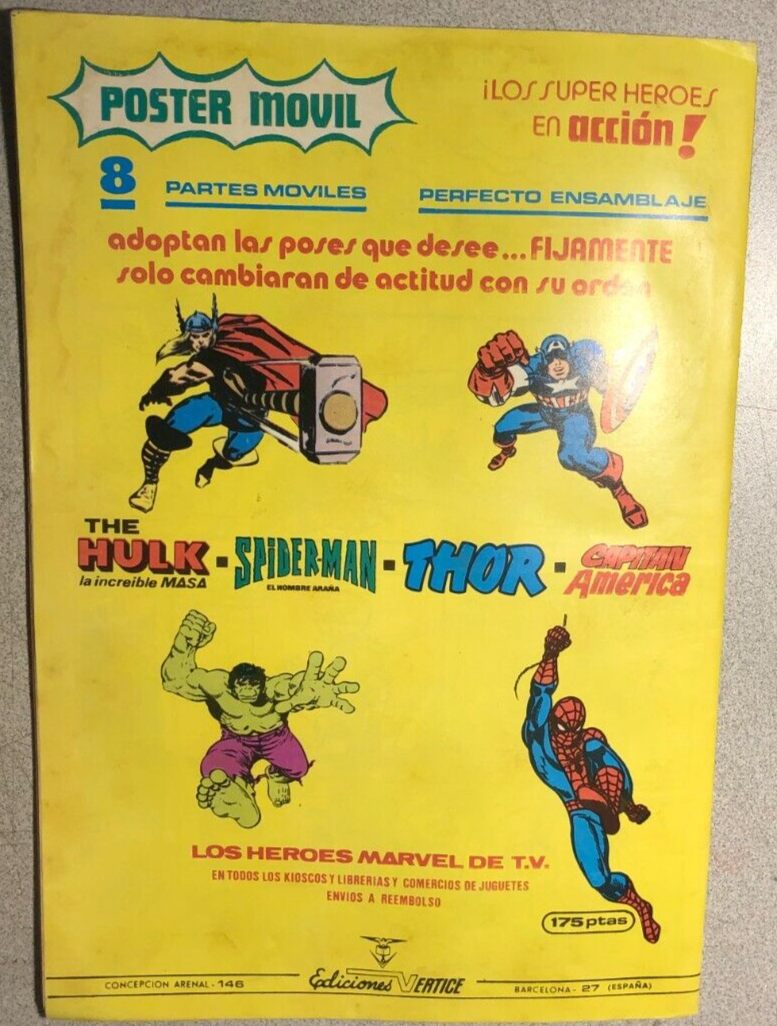 POSTER MOVIL
¡LOS SUPER HEROES
EN acción!
8 PARTES MOVILES
PERFECTO ENSAMBLAJE
adoptan las poses que desee...FIJAMENTE
solo cambiaran de actitud con su orden
THE
HULK - SPIDER-MAN - THOR - CAPITAN
la increible MASA
EL HOMBRE ARAÑA
America
LOS HEROES MARVEL DE T.V.
EN TODOS LOS KIOSCOS Y LIBRERIAS Y COMERCIOS DE JUGUETES
ENVIOS A REEMBOLSO
175 ptas
CONCEPCION ARENAL - 146
Ediciones VERTICE
BARCELONA - 27 (ESPAÑA)